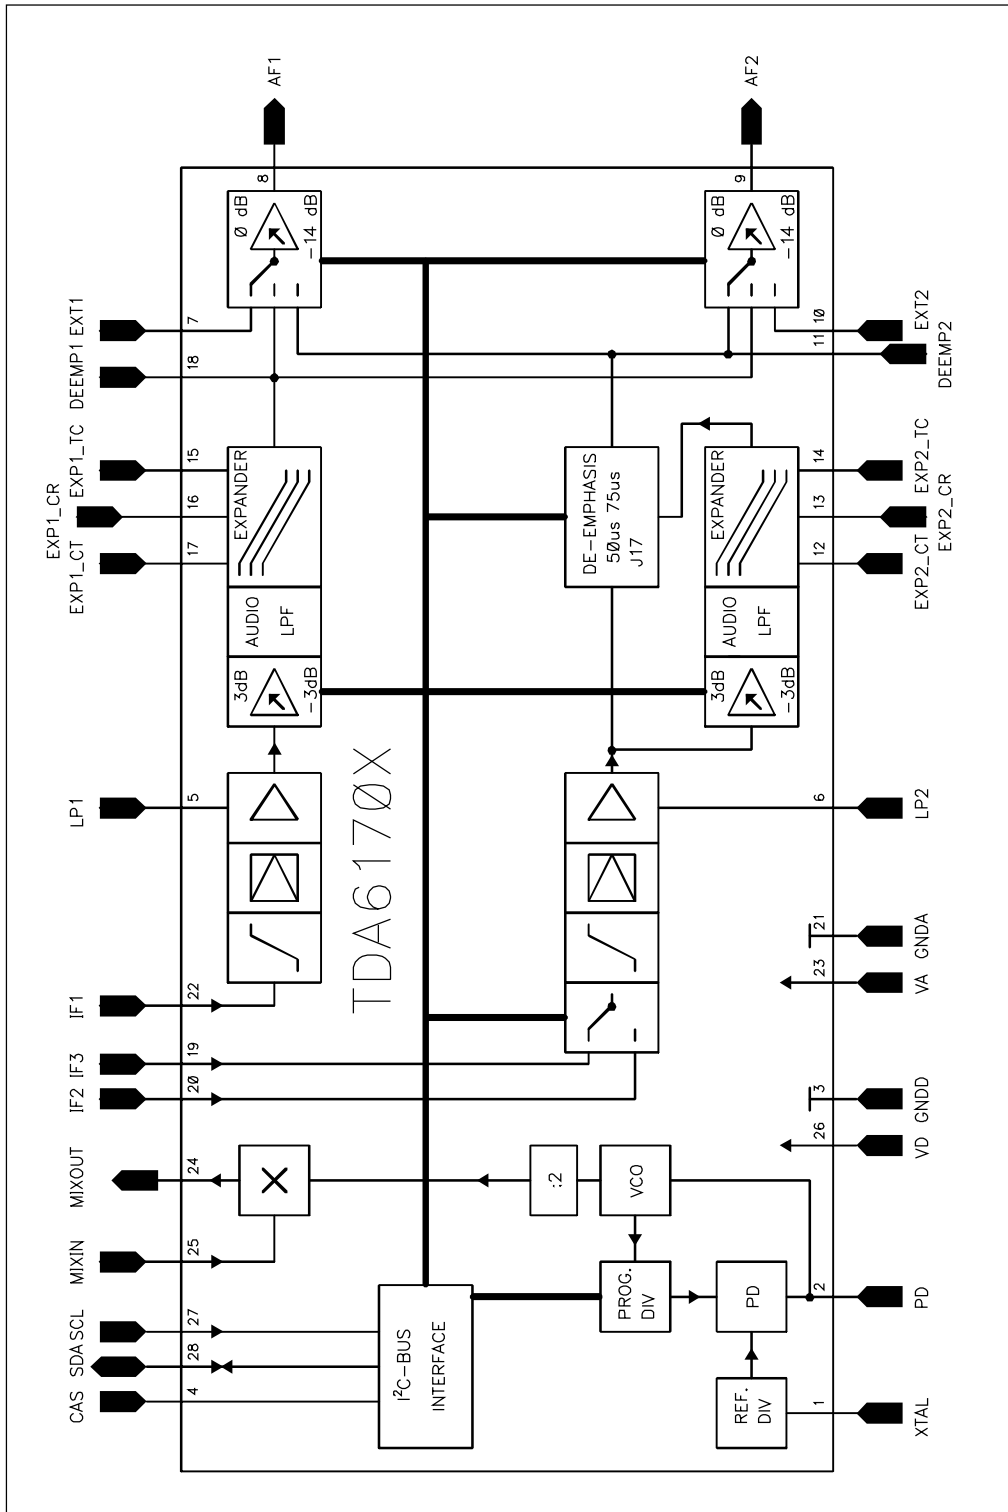 AF1
AF2
8
9
Ø dB
-14 dB
Ø dB
-14 dB
EXT1
7
10
EXT2
DEEMP1
18
11
DEEMP2
EXP1_TC
15
14
EXP2_TC
EXP1_CR
16
13
EXP2_CR
EXP1_CT
17
12
EXP2_CT
EXPANDER
DE-EMPHASIS
50us 75us
J17
EXPANDER
AUDIO
LPF
AUDIO
LPF
3dB
-3dB
3dB
-3dB
TDA6170X
LP1
5
6
LP2
IF1
22
21
GNDA
23
VA
IF3
19
IF2
20
3
GNDD
26
VD
MIXOUT
24
:2
VCO
MIXIN
25
PROG.
DIV
PD
2
PD
SCL
27
SDA
28
CAS
4
I²C-BUS
INTERFACE
REF.
DIV
1
XTAL